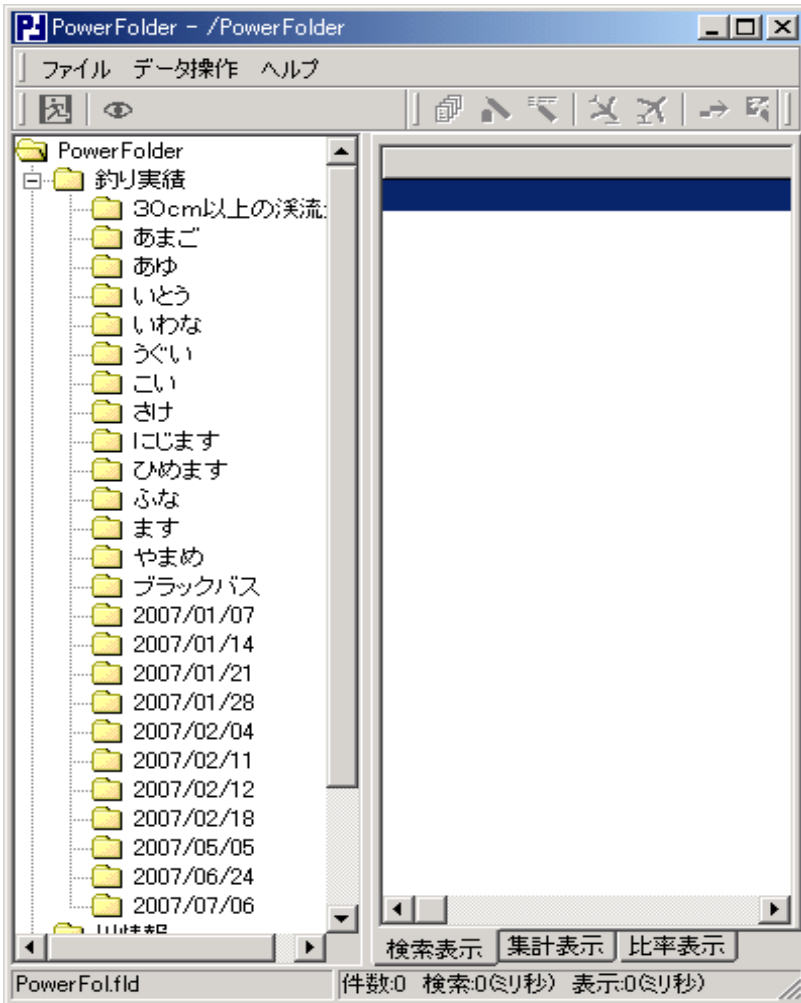 PowerFolder - /PowerFolder
ファイル データ操作 ヘルプ
PowerFolder
釣り実績
30cm以上の渓流
あまご
あゆ
いとう
いわな
うぐい
こい
さけ
にじます
ひめます
ふな
ます
やまめ
ブラックバス
2007/01/07
2007/01/14
2007/01/21
2007/01/28
2007/02/04
2007/02/11
2007/02/12
2007/02/18
2007/05/05
2007/06/24
2007/07/06
検索表示 集計表示 比率表示
PowerFol.fld 件数:0 検索:0(ミリ秒) 表示:0(ミリ秒)